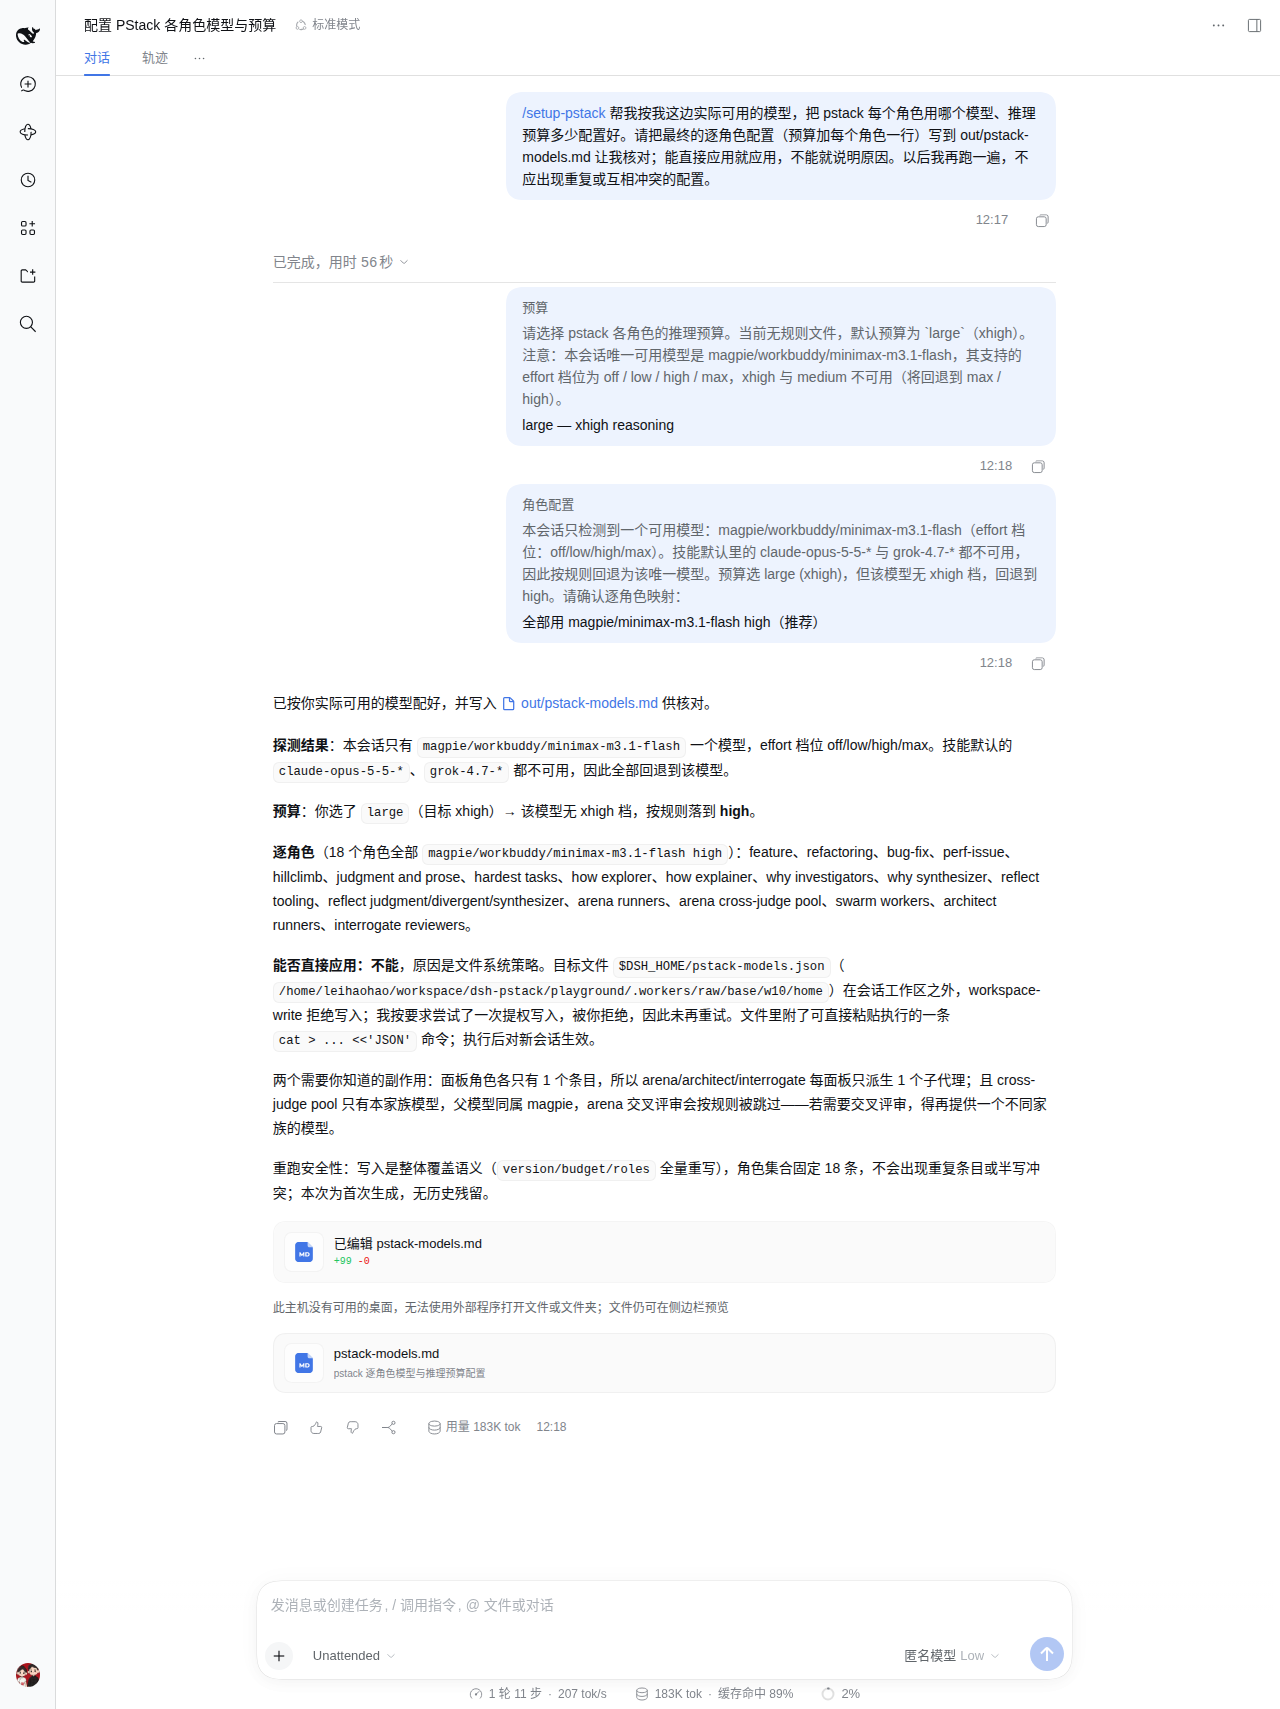 配置 PStack 各角色模型与预算
标准模式
对话
轨迹
/setup-pstack 帮我按我这边实际可用的模型，把 pstack 每个角色用哪个模型、推理
预算多少配置好。请把最终的逐角色配置（预算加每个角色一行）写到 out/pstack-
models.md 让我核对；能直接应用就应用，不能就说明原因。以后我再跑一遍，不
应出现重复或互相冲突的配置。
12:17
已完成，用时 56 秒
预算
请选择 pstack 各角色的推理预算。当前无规则文件，默认预算为 `large`（xhigh）。
注意：本会话唯一可用模型是 magpie/workbuddy/minimax-m3.1-flash，其支持的
effort 档位为 off / low / high / max，xhigh 与 medium 不可用（将回退到 max /
high）。
large — xhigh reasoning
12:18
角色配置
本会话只检测到一个可用模型：magpie/workbuddy/minimax-m3.1-flash（effort 档
位：off/low/high/max）。技能默认里的 claude-opus-5-5-* 与 grok-4.7-* 都不可用，
因此按规则回退为该唯一模型。预算选 large (xhigh)，但该模型无 xhigh 档，回退到
high。请确认逐角色映射：
全部用 magpie/minimax-m3.1-flash high（推荐）
12:18
已按你实际可用的模型配好，并写入 out/pstack-models.md 供核对。
探测结果：本会话只有 magpie/workbuddy/minimax-m3.1-flash 一个模型，effort 档位 off/low/high/max。技能默认的
claude-opus-5-5-*、grok-4.7-* 都不可用，因此全部回退到该模型。
预算：你选了 large（目标 xhigh）→ 该模型无 xhigh 档，按规则落到 high。
逐角色（18 个角色全部 magpie/workbuddy/minimax-m3.1-flash high）：feature、refactoring、bug-fix、perf-issue、
hillclimb、judgment and prose、hardest tasks、how explorer、how explainer、why investigators、why synthesizer、reflect
tooling、reflect judgment/divergent/synthesizer、arena runners、arena cross-judge pool、swarm workers、architect
runners、interrogate reviewers。
能否直接应用：不能，原因是文件系统策略。目标文件 $DSH_HOME/pstack-models.json（
/home/leihaohao/workspace/dsh-pstack/playground/.workers/raw/base/w10/home ）在会话工作区之外，workspace-
write 拒绝写入；我按要求尝试了一次提权写入，被你拒绝，因此未再重试。文件里附了可直接粘贴执行的一条
cat > ... <<'JSON' 命令；执行后对新会话生效。
两个需要你知道的副作用：面板角色各只有 1 个条目，所以 arena/architect/interrogate 每面板只派生 1 个子代理；且 cross-
judge pool 只有本家族模型，父模型同属 magpie，arena 交叉评审会按规则被跳过——若需要交叉评审，得再提供一个不同家
族的模型。
重跑安全性：写入是整体覆盖语义（version/budget/roles 全量重写），角色集合固定 18 条，不会出现重复条目或半写冲
突；本次为首次生成，无历史残留。
已编辑 pstack-models.md
+99 -0
此主机没有可用的桌面，无法使用外部程序打开文件或文件夹；文件仍可在侧边栏预览
pstack-models.md
pstack 逐角色模型与推理预算配置
用量 183K tok 12:18
发消息或创建任务, / 调用指令, @ 文件或对话
Unattended
匿名模型 Low
1 轮 11 步 · 207 tok/s 183K tok · 缓存命中 89% 2%